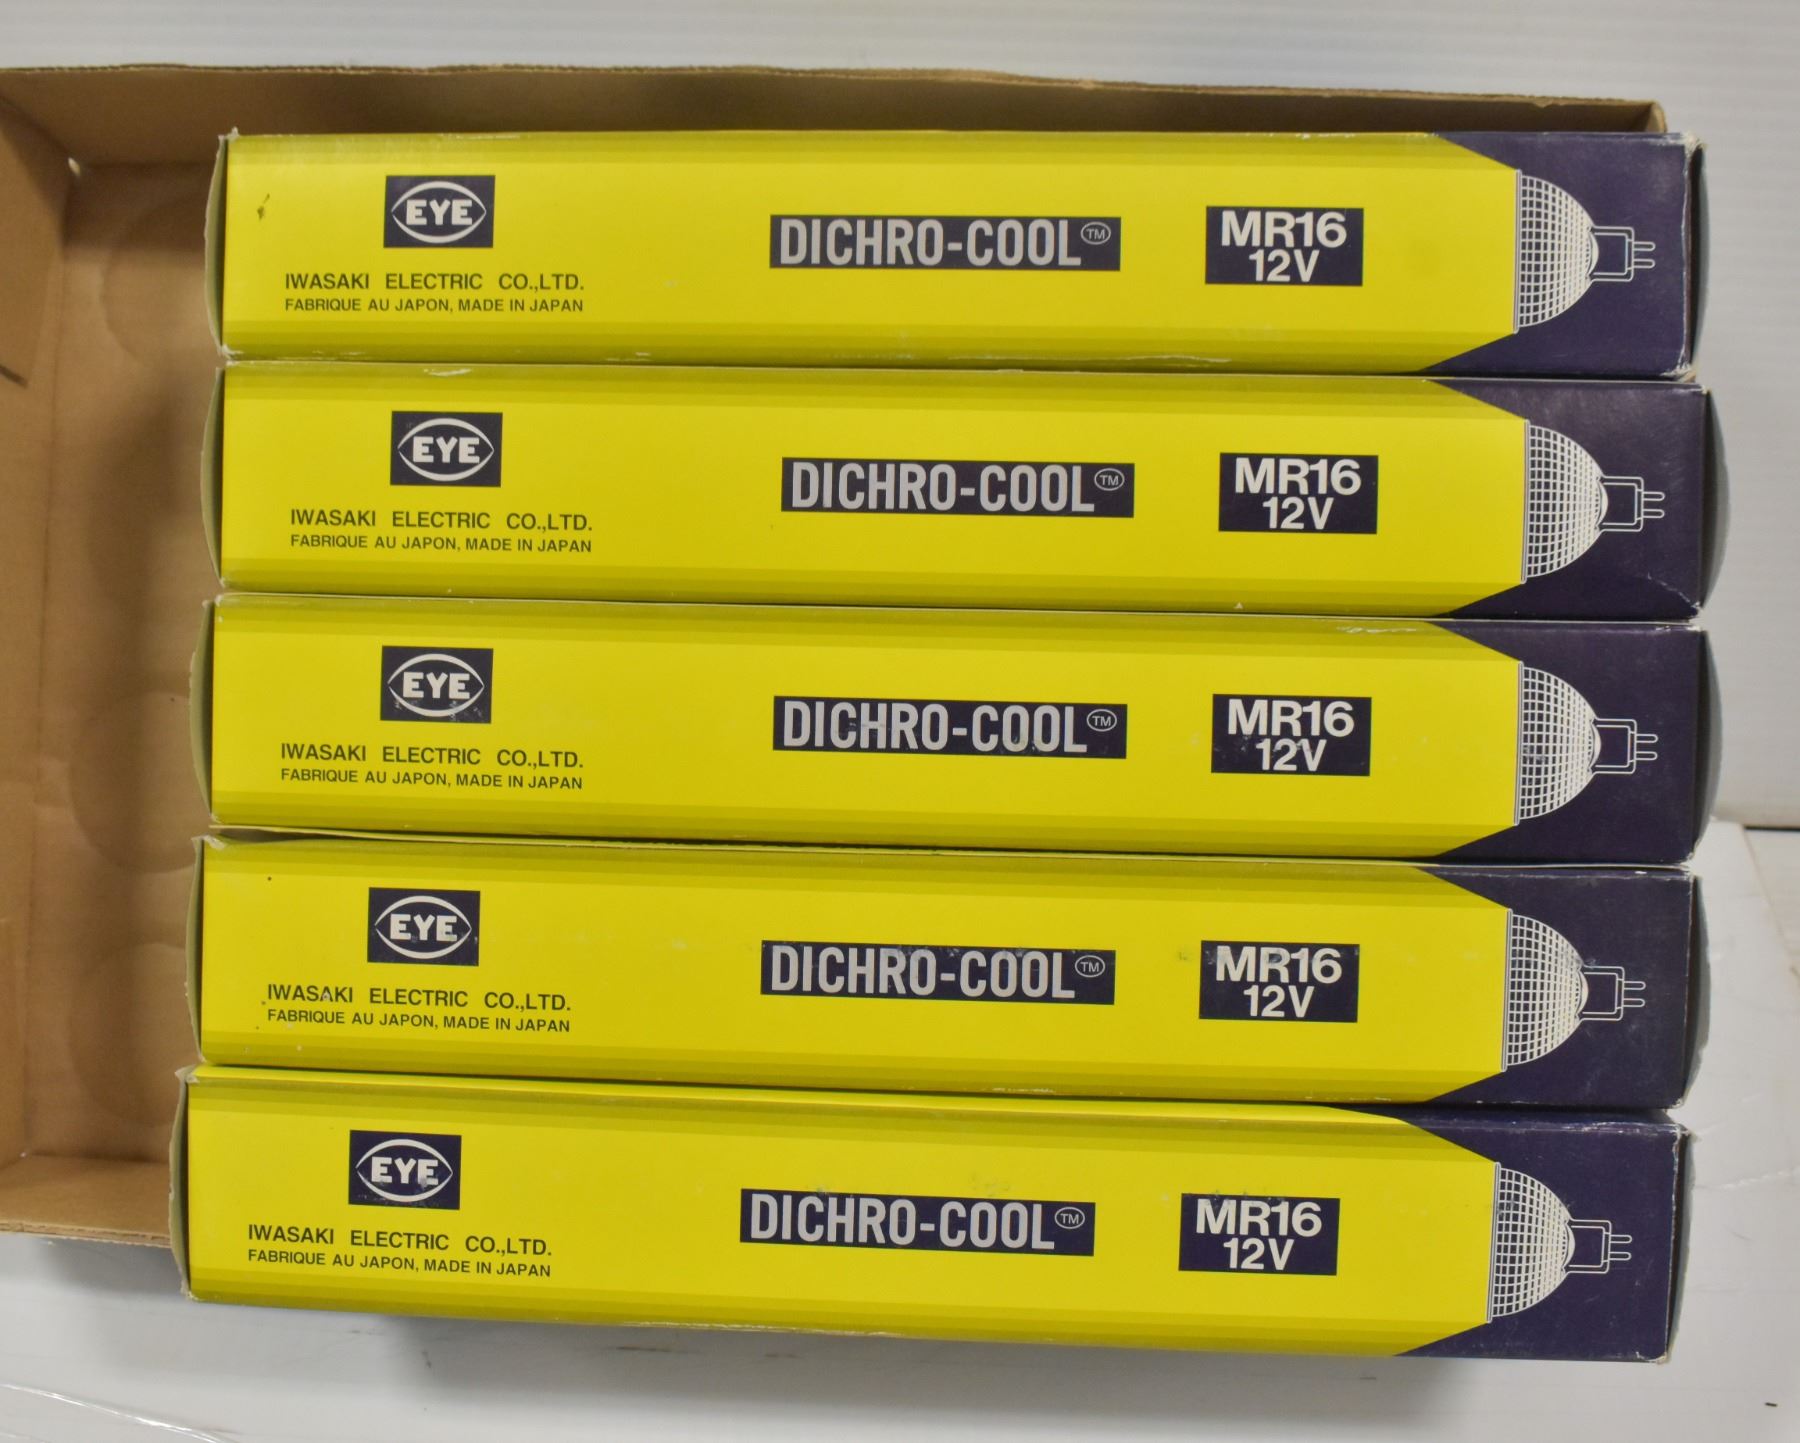 EYE
IWASAKI ELECTRIC CO.,LTD.
FABRIQUE AU JAPON, MADE IN JAPAN
DICHRO-COOL™
MR16
12V
EYE
IWASAKI ELECTRIC CO.,LTD.
FABRIQUE AU JAPON, MADE IN JAPAN
DICHRO-COOL™
MR16
12V
EYE
IWASAKI ELECTRIC CO.,LTD.
FABRIQUE AU JAPON, MADE IN JAPAN
DICHRO-COOL™
MR16
12V
EYE
IWASAKI ELECTRIC CO.,LTD.
FABRIQUE AU JAPON, MADE IN JAPAN
DICHRO-COOL™
MR16
12V
EYE
IWASAKI ELECTRIC CO.,LTD.
FABRIQUE AU JAPON, MADE IN JAPAN
DICHRO-COOL™
MR16
12V